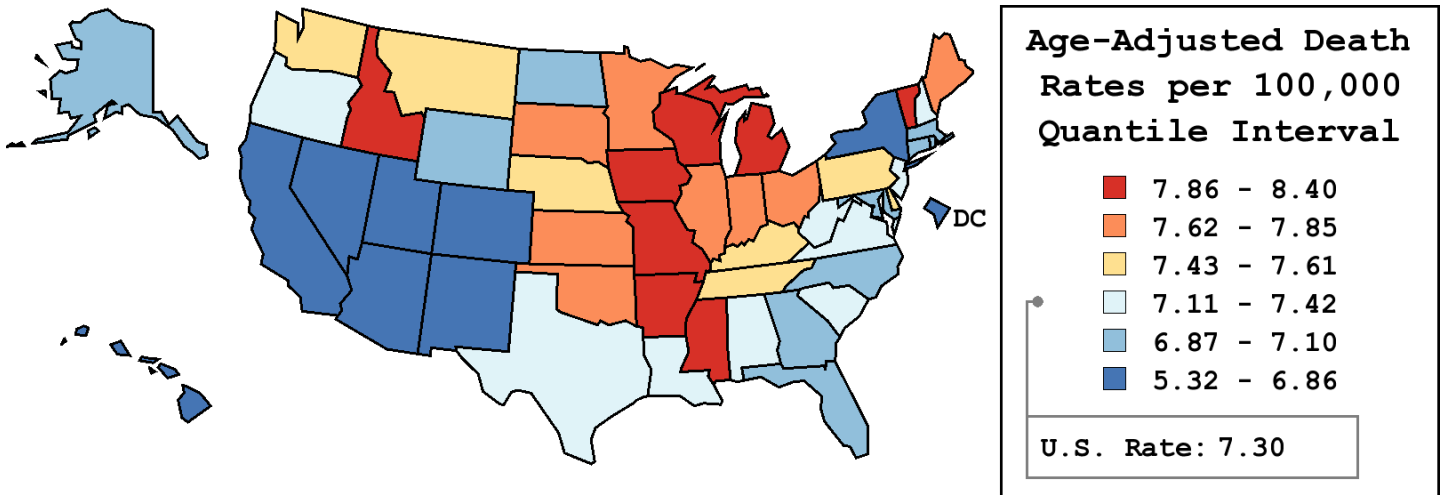 DC
Age-Adjusted Death
Rates per 100,000
Quantile Interval
7.86 - 8.40
7.62 - 7.85
7.43 - 7.61
7.11 - 7.42
6.87 - 7.10
5.32 - 6.86
U.S. Rate: 7.30